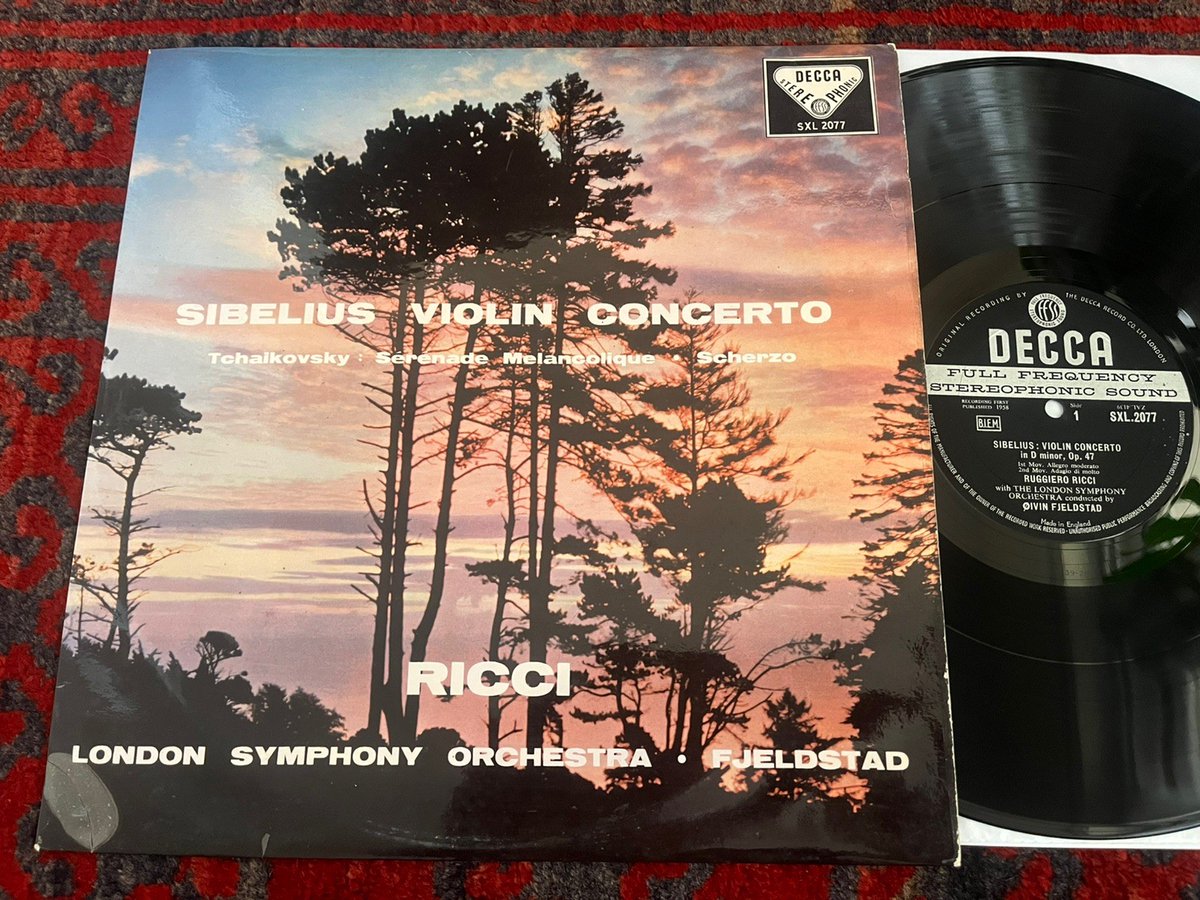 DECCA
STEREOPHONIC
SXL 2077
SIBELIUS VIOLIN CONCERTO
Tchaikovsky : Serenade Melancolique • Scherzo
RICCI
LONDON SYMPHONY ORCHESTRA • FJELDSTAD
ORIGINAL RECORDING BY THE DECCA RECORD CO. LTD. LONDON
DECCA
FULL FREQUENCY
STEREOPHONIC SOUND
RECORDING FIRST
PUBLISHED 1958
Side
1
SXL.2077
B.I.E.M
SIBELIUS : VIOLIN CONCERTO
in D minor, Op. 47
1st Mov. Allegro moderato
2nd Mov. Adagio di molto
RUGGIERO RICCI
with THE LONDON SYMPHONY
ORCHESTRA conducted by
ØIVIN FJELDSTAD
Made in England